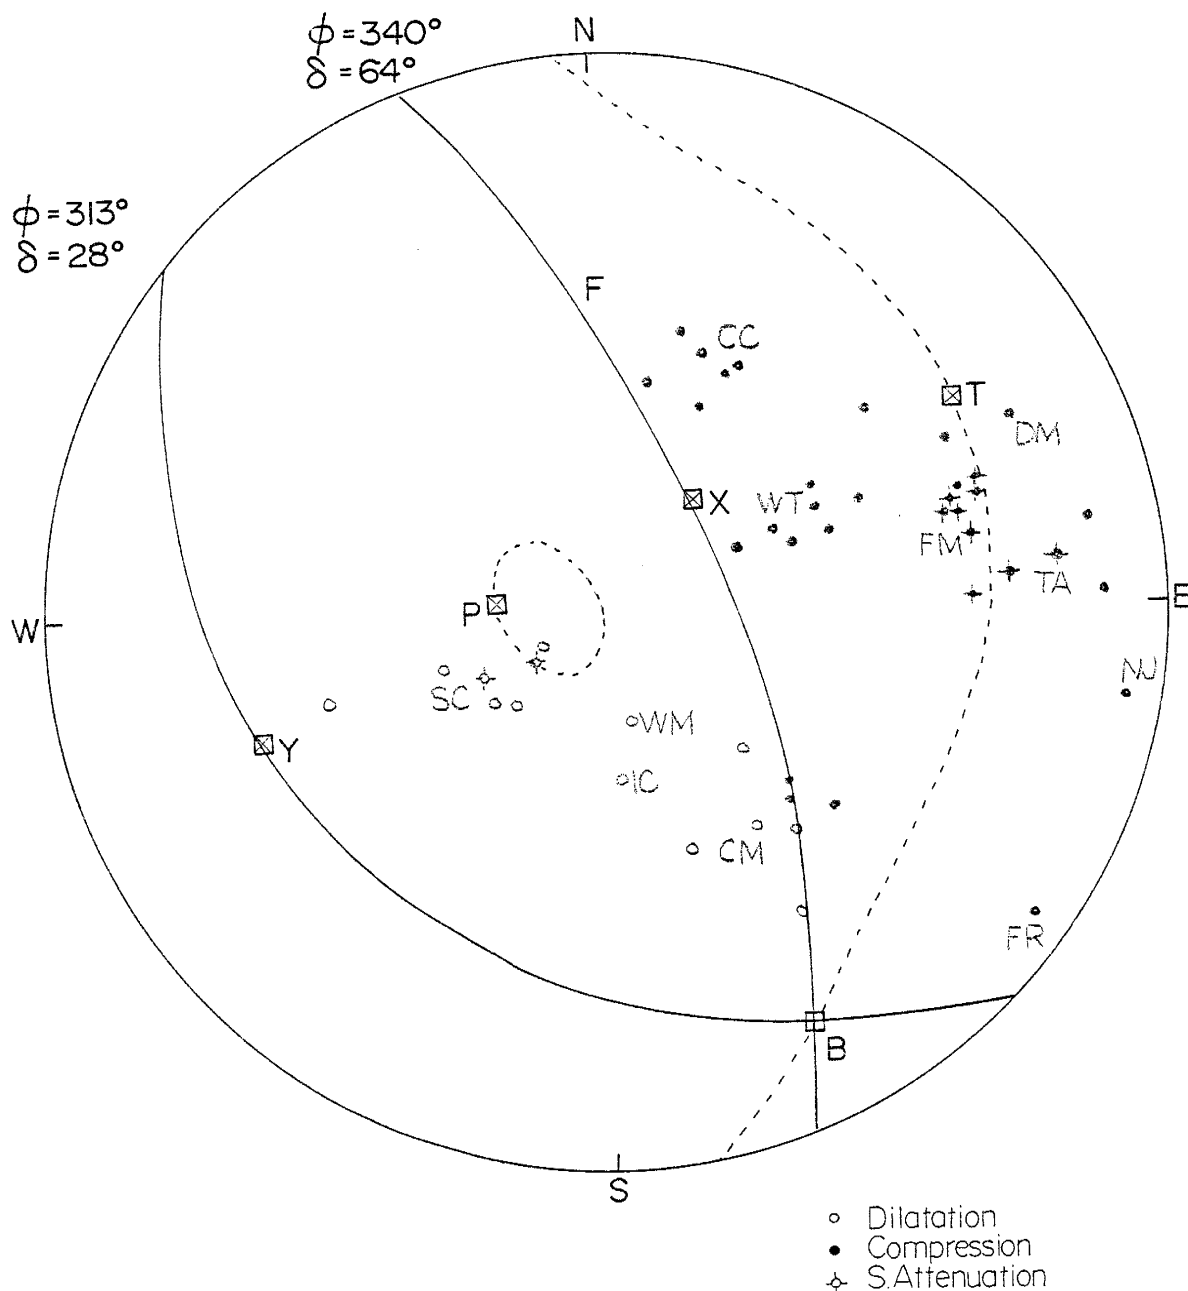 ϕ=340°
δ=64°
N
ϕ=313°
δ=28°
F
CC
T
DM
X
WT
FM
TA
E
P
W
NJ
SC
WM
Y
IC
CM
FR
B
S
Dilatation
Compression
S.Attenuation